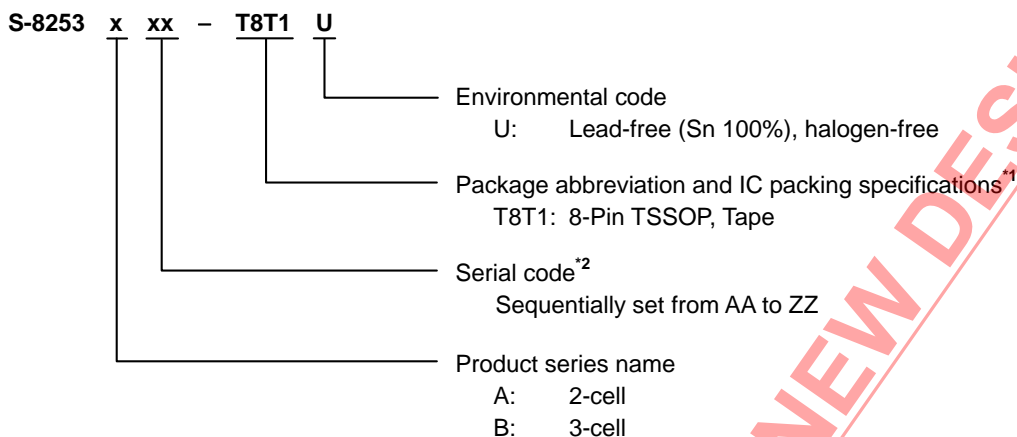 S-8253 x xx – T8T1 U
Environmental code
U: Lead-free (Sn 100%), halogen-free
Package abbreviation and IC packing specifications*1
T8T1: 8-Pin TSSOP, Tape
Serial code*2
Sequentially set from AA to ZZ
Product series name
A: 2-cell
B: 3-cell
NEW